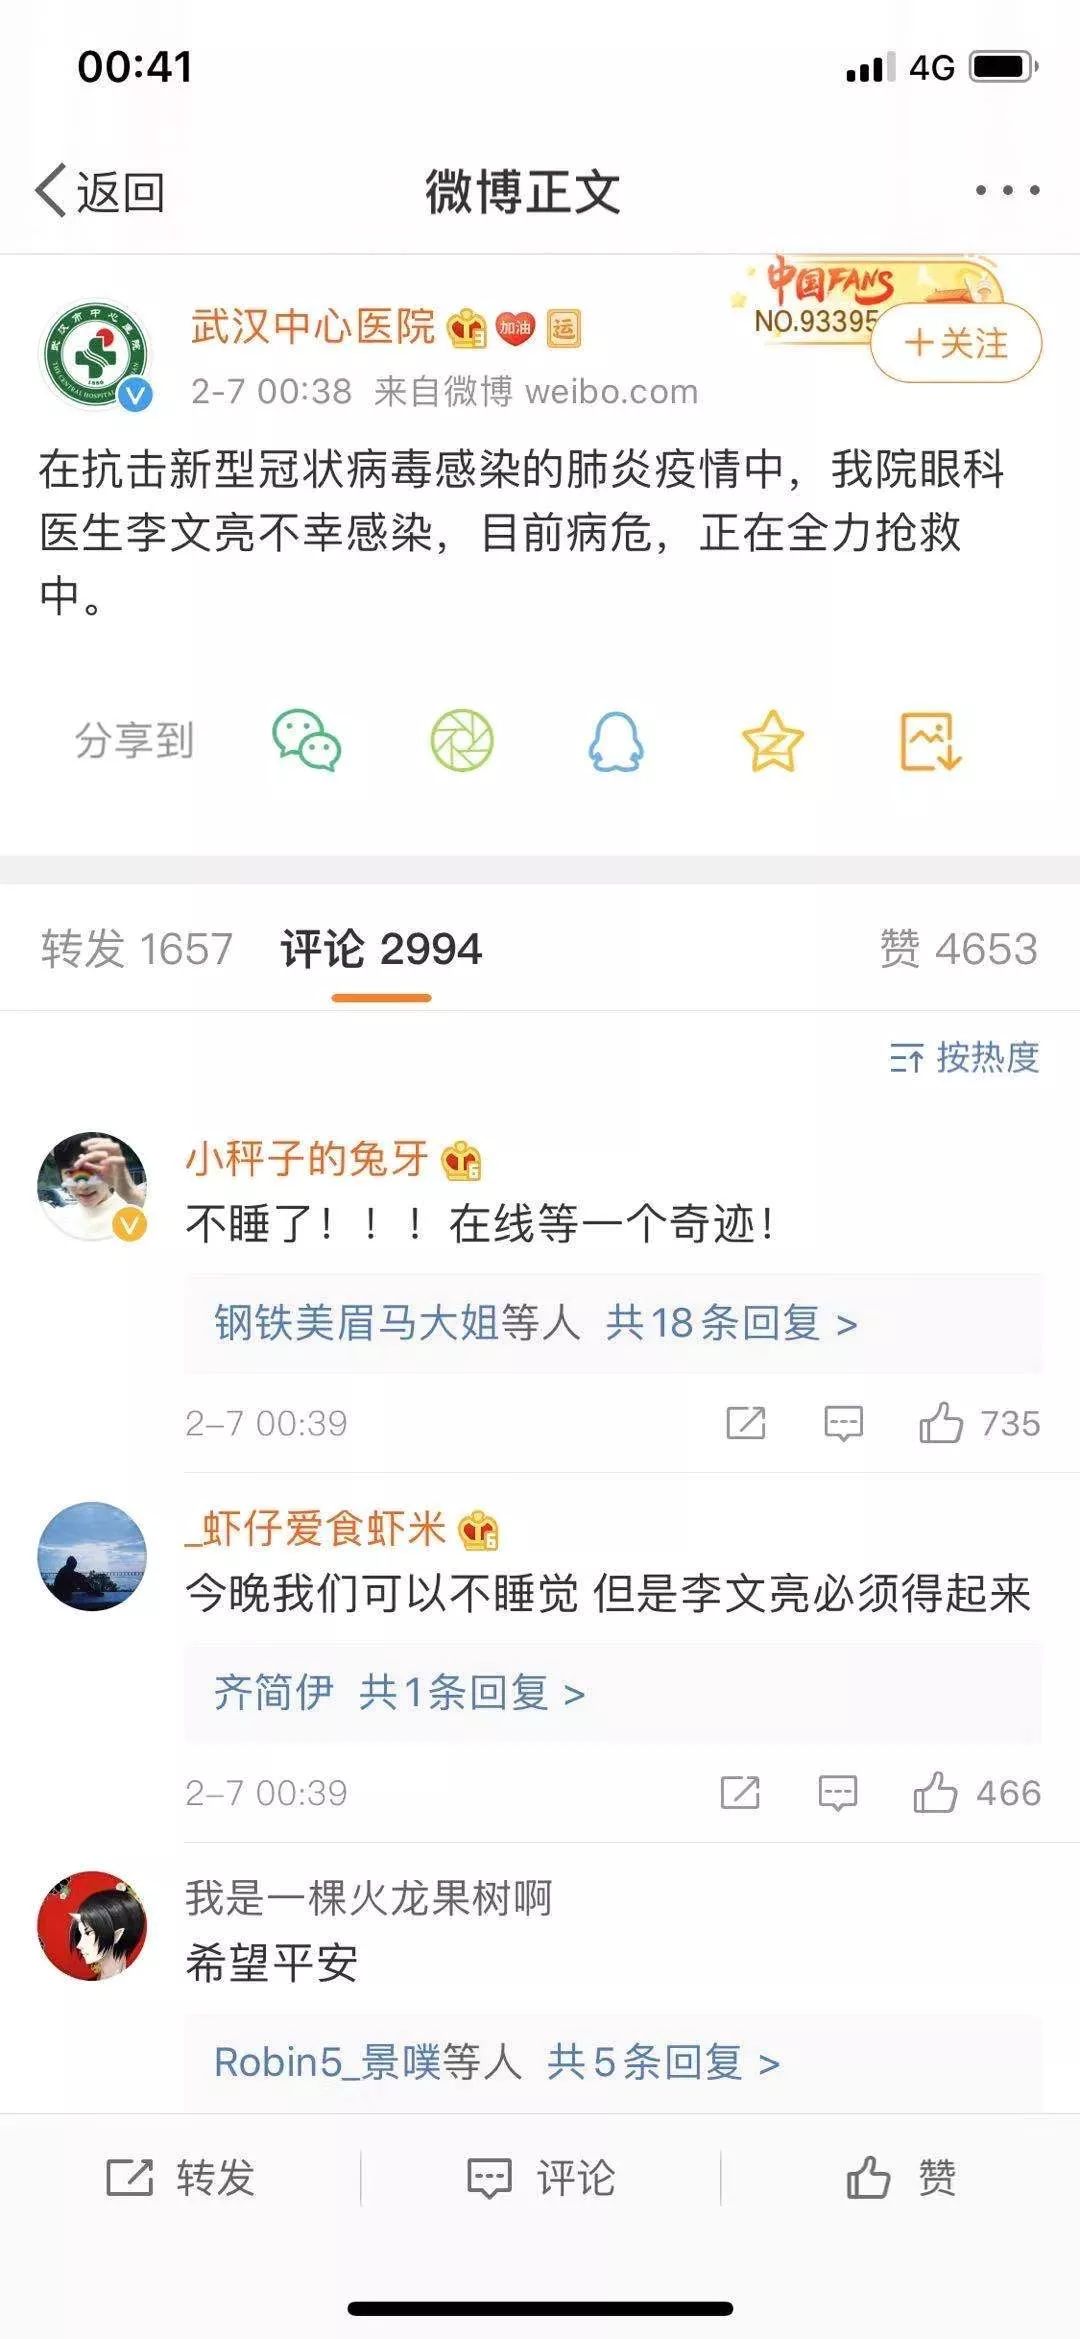 00:41
4G
返回
微博正文
中国FANS
NO.93395
武汉中心医院
加油
运
+关注
2-7 00:38 来自微博 weibo.com
在抗击新型冠状病毒感染的肺炎疫情中，我院眼科
医生李文亮不幸感染，目前病危，正在全力抢救
中。
分享到
转发 1657 评论 2994
赞 4653
按热度
小秤子的兔牙
不睡了！！！在线等一个奇迹！
钢铁美眉马大姐等人 共18条回复 >
2-7 00:39
735
_虾仔爱食虾米
今晚我们可以不睡觉 但是李文亮必须得起来
齐简伊 共1条回复 >
2-7 00:39
466
我是一棵火龙果树啊
希望平安
Robin5_景噗等人 共5条回复 >
转发
评论
赞